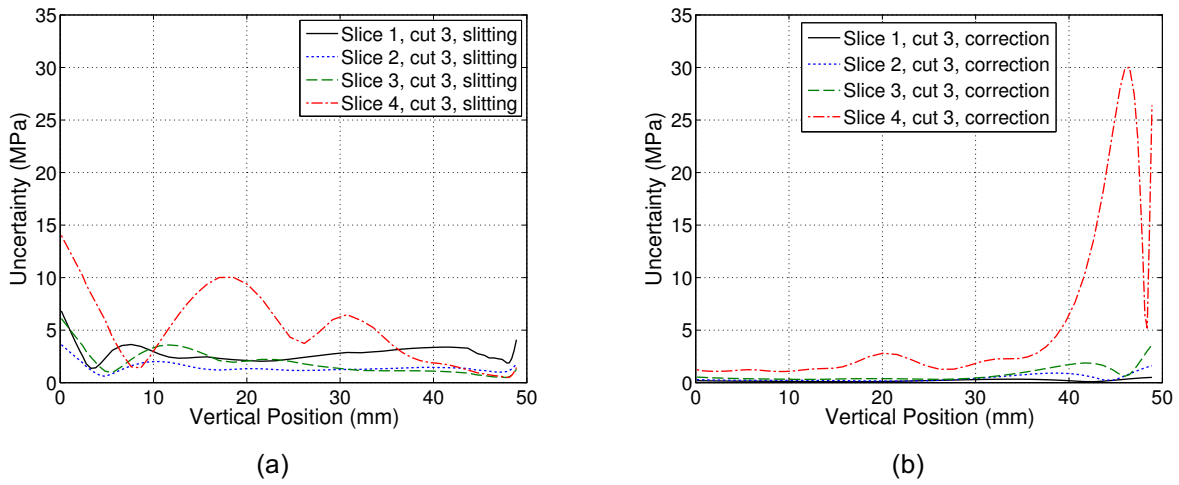 35
30
25
20
15
10
5
0
Uncertainty (MPa)
0 10 20 30 40 50
Vertical Position (mm)
Slice 1, cut 3, slitting
Slice 2, cut 3, slitting
Slice 3, cut 3, slitting
Slice 4, cut 3, slitting
(a)
35
30
25
20
15
10
5
0
Uncertainty (MPa)
0 10 20 30 40 50
Vertical Position (mm)
Slice 1, cut 3, correction
Slice 2, cut 3, correction
Slice 3, cut 3, correction
Slice 4, cut 3, correction
(b)